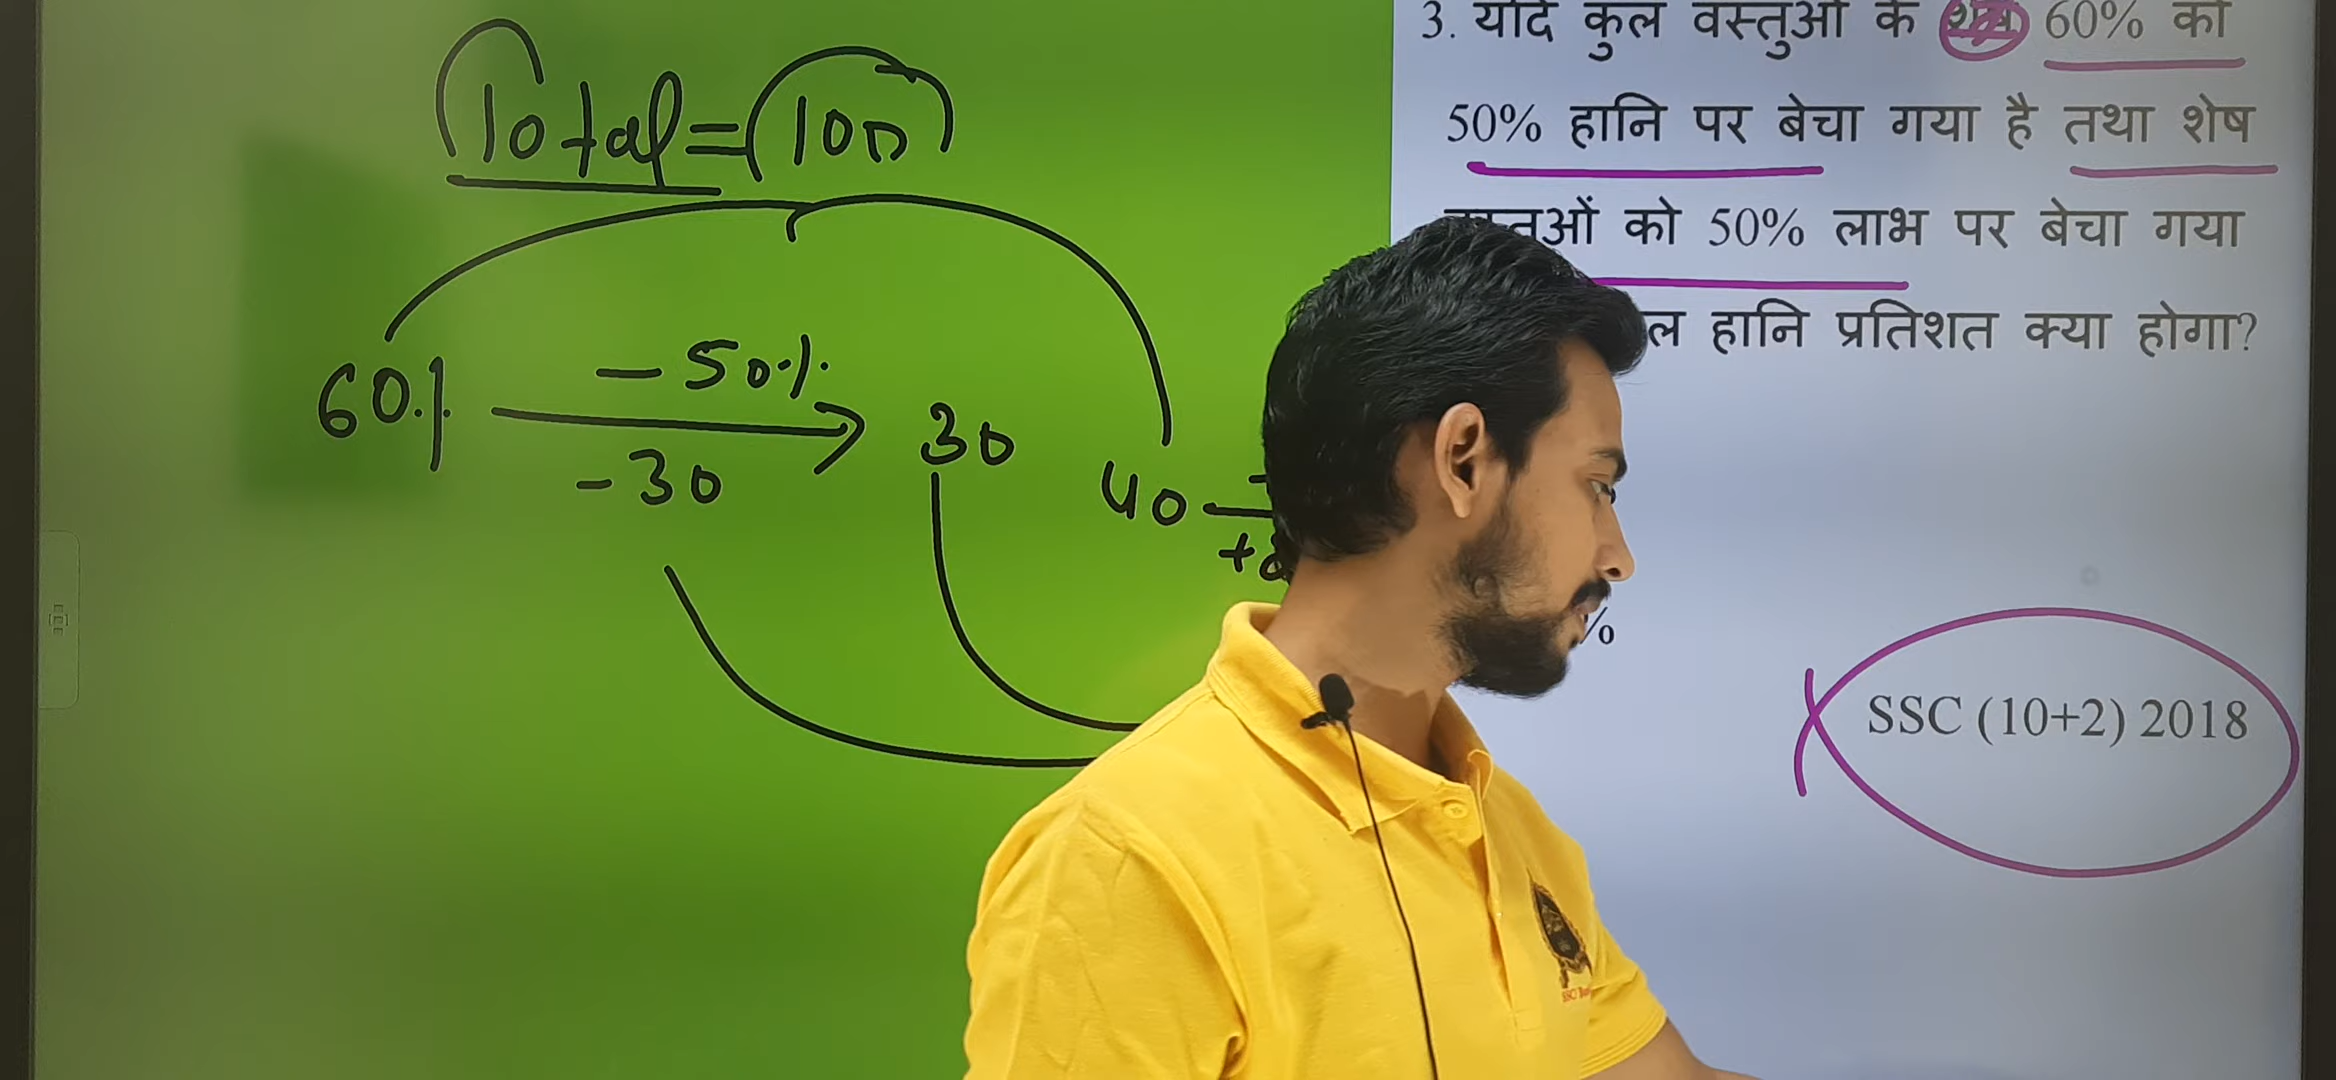 Total = 100
60%
- 50%
- 30
30
40
+
3. यदि कुल वस्तुओं के 60% को
50% हानि पर बेचा गया है तथा शेष
वस्तुओं को 50% लाभ पर बेचा गया
हानि प्रतिशत क्या होगा?
%
SSC (10+2) 2018